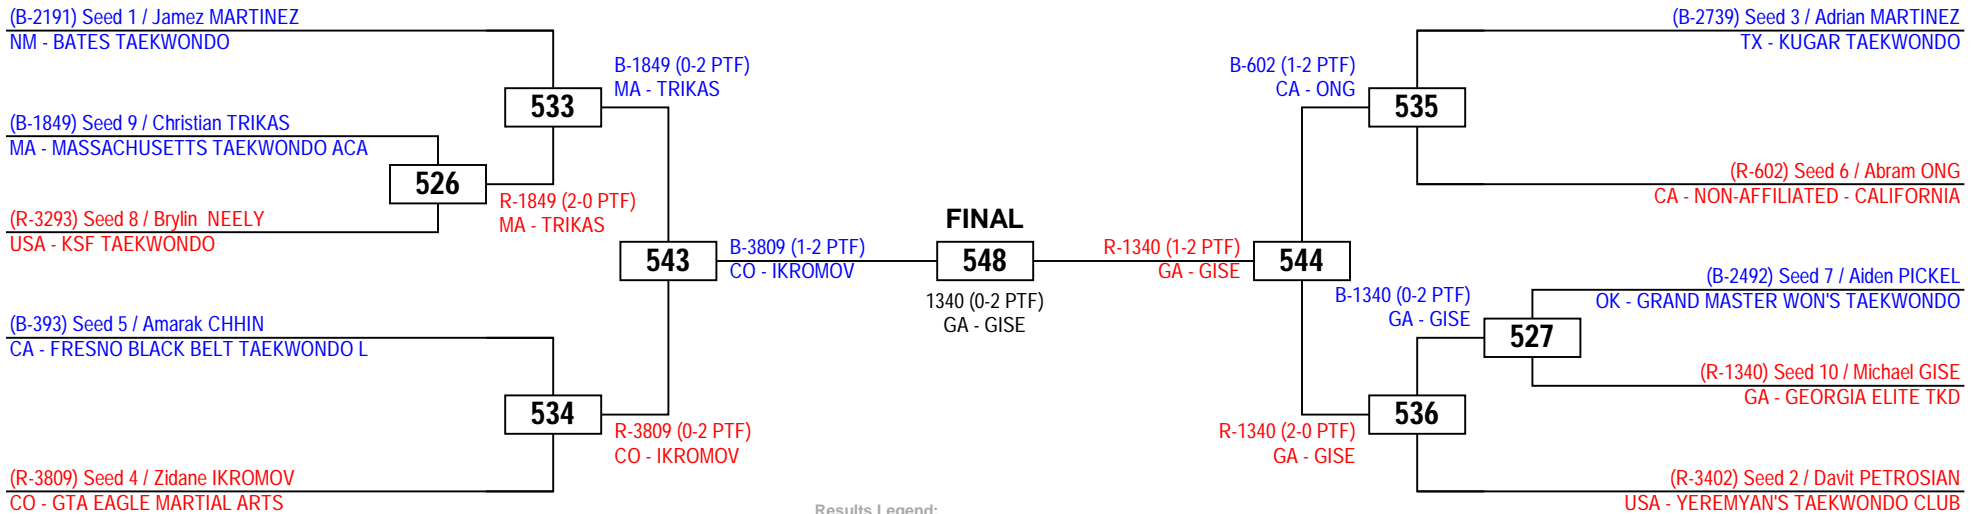 (B-2191) Seed 1 / Jamez MARTINEZ
NM - BATES TAEKWONDO
533
B-1849 (0-2 PTF)
MA - TRIKAS
(B-1849) Seed 9 / Christian TRIKAS
MA - MASSACHUSETTS TAEKWONDO ACA
526
R-1849 (2-0 PTF)
MA - TRIKAS
(R-3293) Seed 8 / Brylin  NEELY
USA - KSF TAEKWONDO
543
B-3809 (1-2 PTF)
CO - IKROMOV
(B-393) Seed 5 / Amarak CHHIN
CA - FRESNO BLACK BELT TAEKWONDO L
534
R-3809 (0-2 PTF)
CO - IKROMOV
(R-3809) Seed 4 / Zidane IKROMOV
CO - GTA EAGLE MARTIAL ARTS
FINAL
548
1340 (0-2 PTF)
GA - GISE
Results Legend:
(B-2739) Seed 3 / Adrian MARTINEZ
TX - KUGAR TAEKWONDO
B-602 (1-2 PTF)
CA - ONG
535
(R-602) Seed 6 / Abram ONG
CA - NON-AFFILIATED - CALIFORNIA
R-1340 (1-2 PTF)
GA - GISE
544
(B-2492) Seed 7 / Aiden PICKEL
OK - GRAND MASTER WON'S TAEKWONDO
B-1340 (0-2 PTF)
GA - GISE
527
(R-1340) Seed 10 / Michael GISE
GA - GEORGIA ELITE TKD
536
R-1340 (2-0 PTF)
GA - GISE
(R-3402) Seed 2 / Davit PETROSIAN
USA - YEREMYAN'S TAEKWONDO CLUB